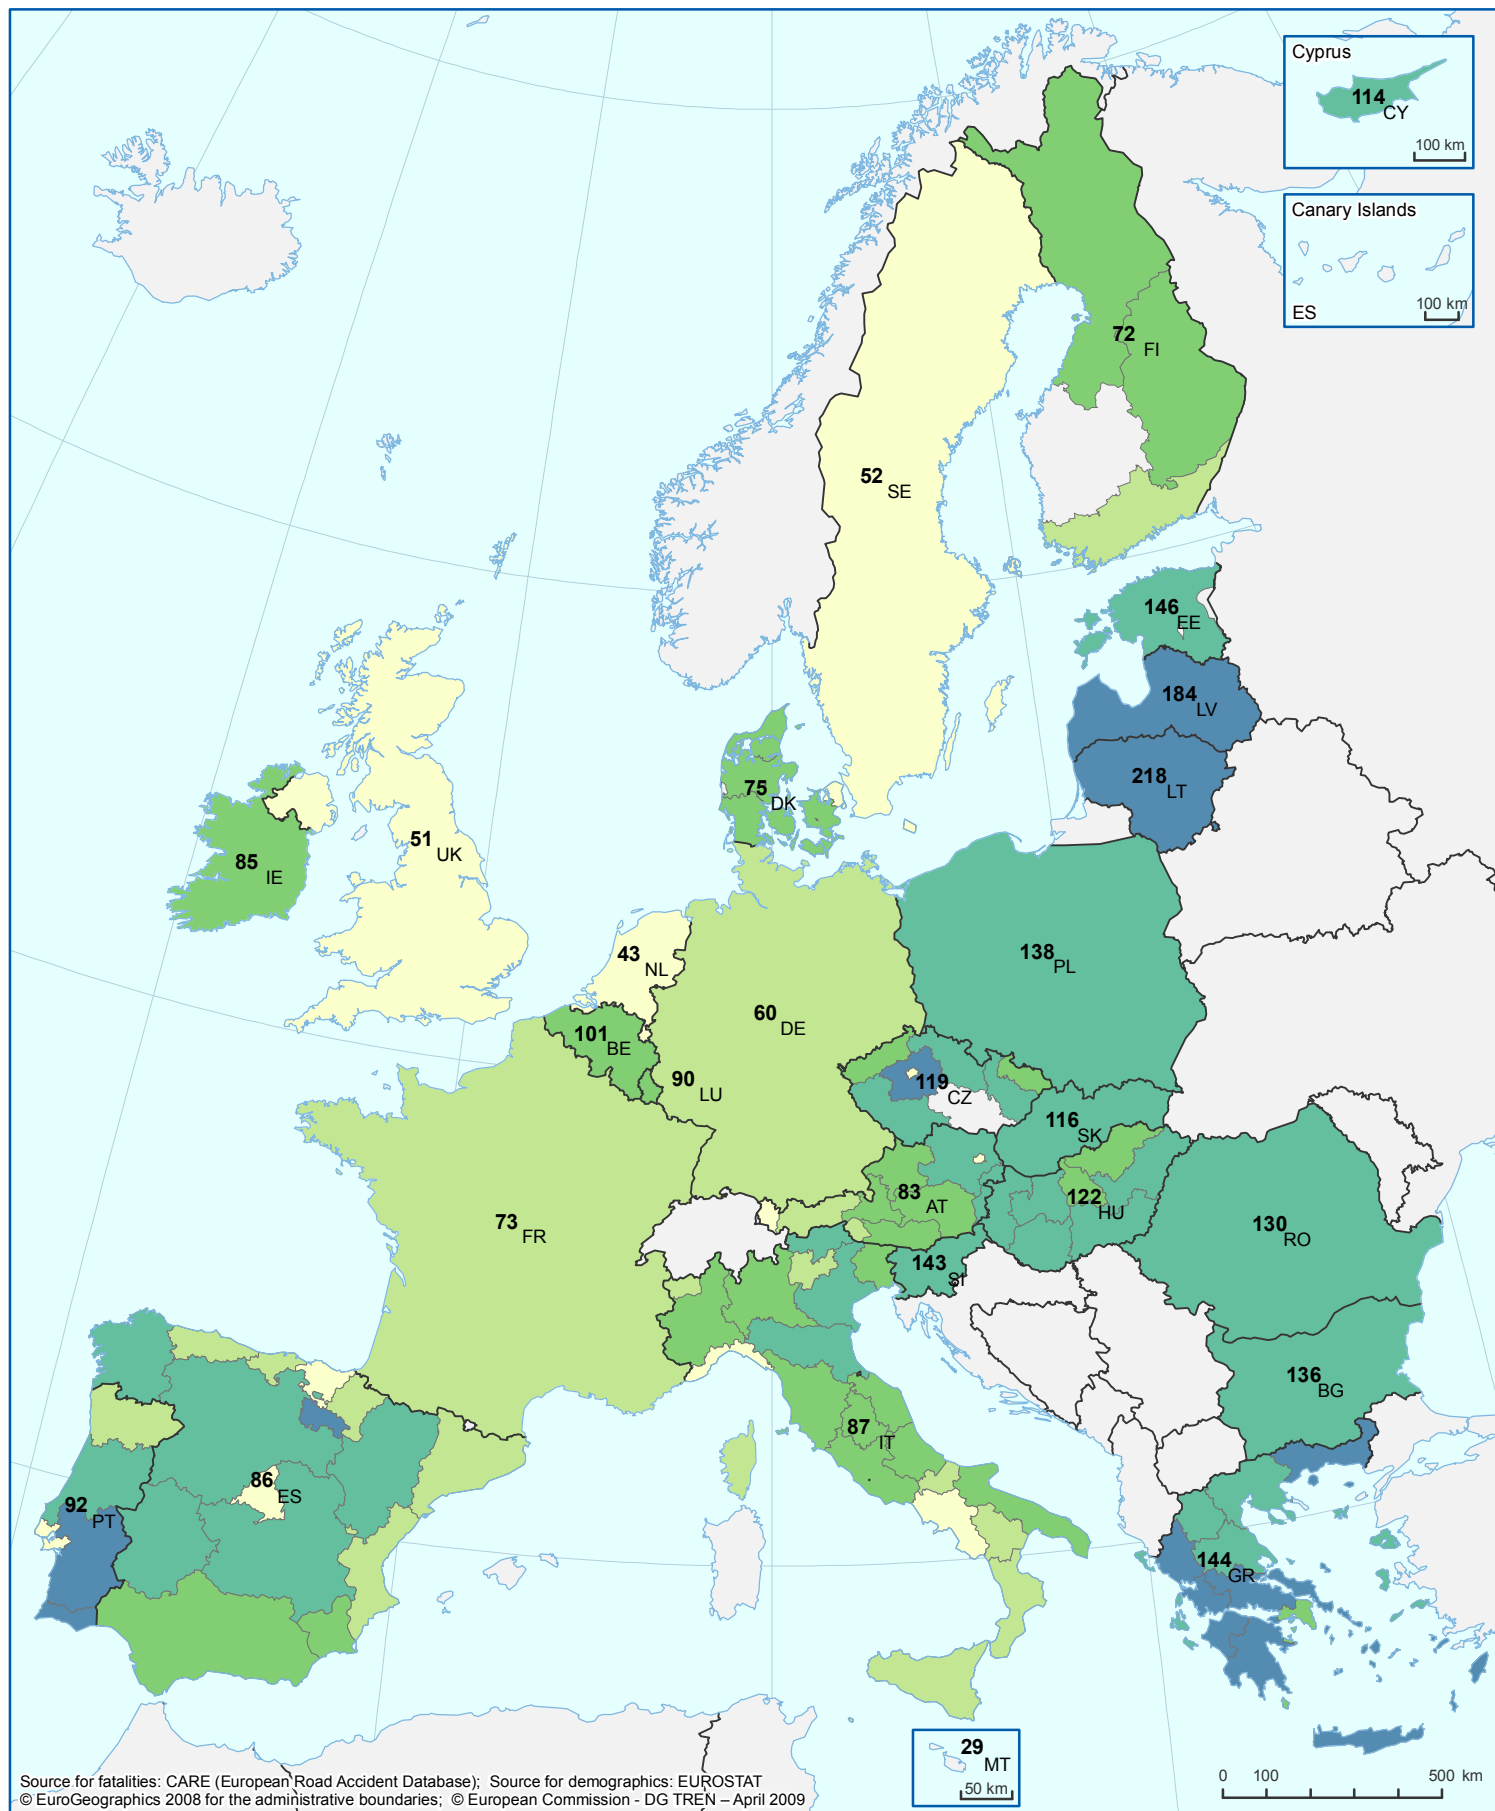 Cyprus
114 CY
100 km
Canary Islands
ES
100 km
72 FI
52 SE
146 EE
184 LV
218 LT
75 DK
51 UK
85 IE
43 NL
138 PL
101 BE
60 DE
90 LU
119 CZ
116 SK
83 AT
122 HU
73 FR
130 RO
143 SI
136 BG
87 IT
86 ES
92 PT
144 GR
29 MT
50 km
0 100 500 km
Source for fatalities: CARE (European Road Accident Database); Source for demographics: EUROSTAT
© EuroGeographics 2008 for the administrative boundaries; © European Commission - DG TREN – April 2009